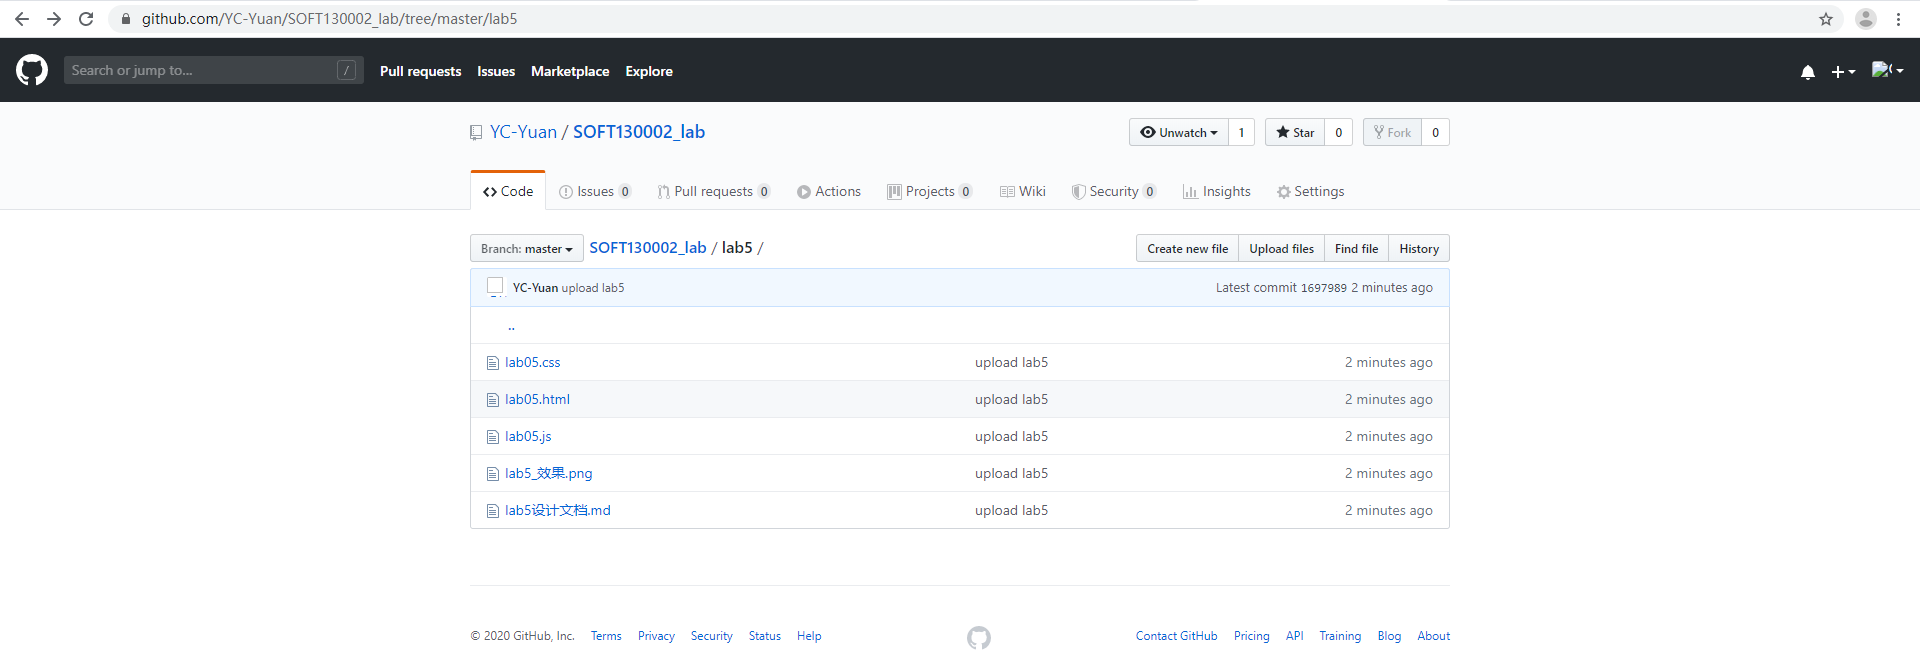 github.com/YC-Yuan/SOFT130002_lab/tree/master/lab5
Search or jump to... / Pull requests Issues Marketplace Explore
YC-Yuan / SOFT130002_lab Unwatch 1 Star 0 Fork 0
Code Issues 0 Pull requests 0 Actions Projects 0 Wiki Security 0 Insights Settings
Branch: master SOFT130002_lab / lab5 / Create new file Upload files Find file History
YC-Yuan upload lab5 Latest commit 1697989 2 minutes ago
..
lab05.css upload lab5 2 minutes ago
lab05.html upload lab5 2 minutes ago
lab05.js upload lab5 2 minutes ago
lab5_效果.png upload lab5 2 minutes ago
lab5设计文档.md upload lab5 2 minutes ago
© 2020 GitHub, Inc. Terms Privacy Security Status Help Contact GitHub Pricing API Training Blog About